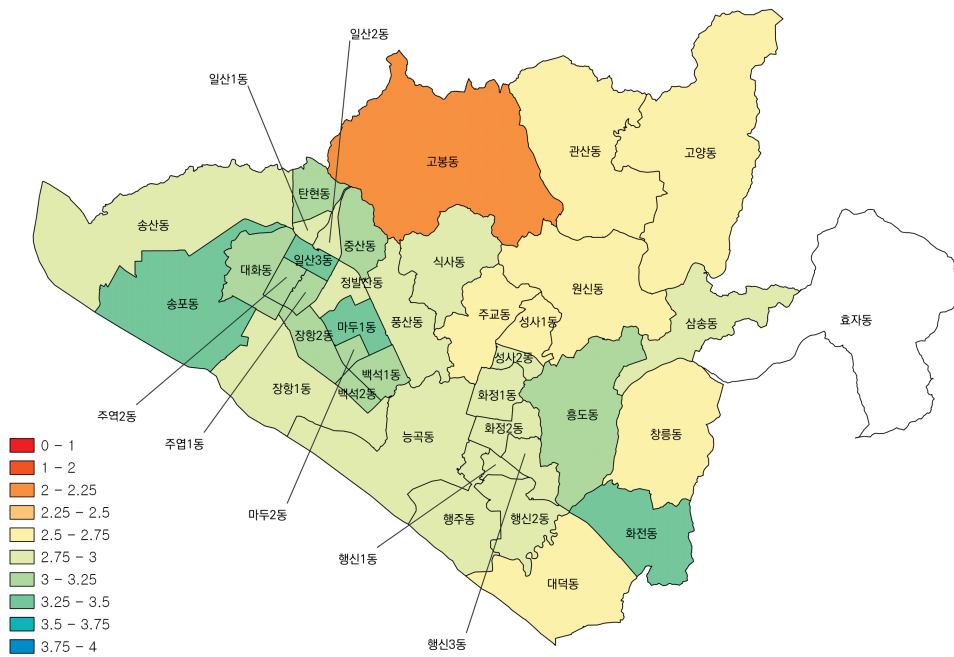 일산2동
일산1동
고봉동
관산동
고양동
탄현동
송산동
중산동
대화동
일산3동
식사동
정발산동
원신동
송포동
풍산동
주교동
성사1동
삼송동
효자동
장항2동
마두1동
성사2동
백석1동
장항1동
백석2동
화정1동
흥도동
주역2동
능곡동
화정2동
창릉동
주엽1동
마두2동
행주동
행신2동
화전동
행신1동
대덕동
행신3동
0 - 1
1 - 2
2 - 2.25
2.25 - 2.5
2.5 - 2.75
2.75 - 3
3 - 3.25
3.25 - 3.5
3.5 - 3.75
3.75 - 4